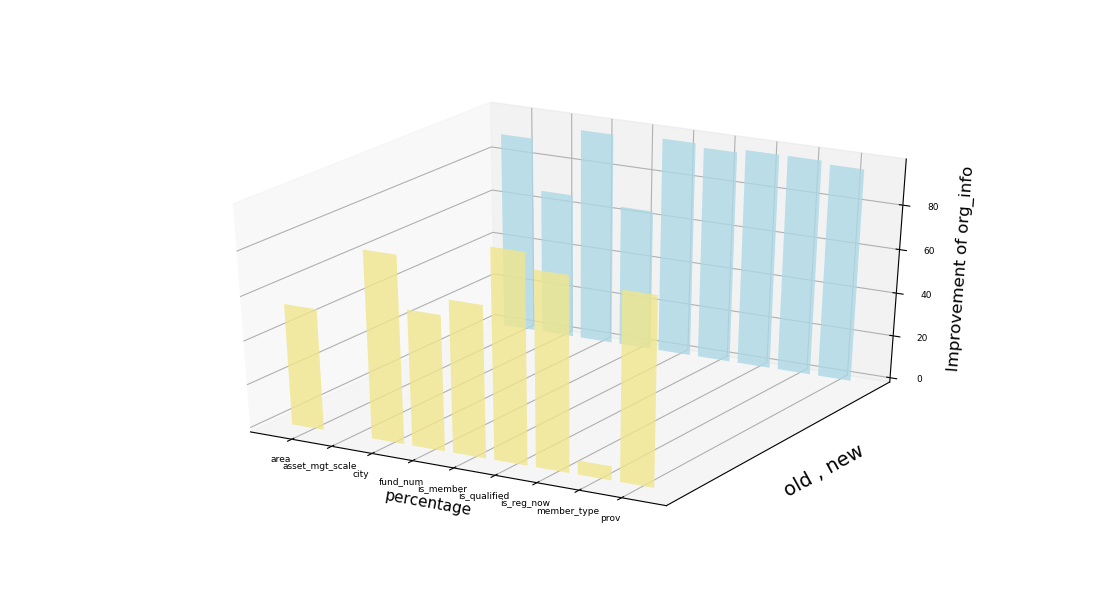 Improvement of org_info
80
60
40
20
0
old , new
area
asset_mgt_scale
city
fund_num
is_member
is_qualified
is_reg_now
member_type
prov
percentage